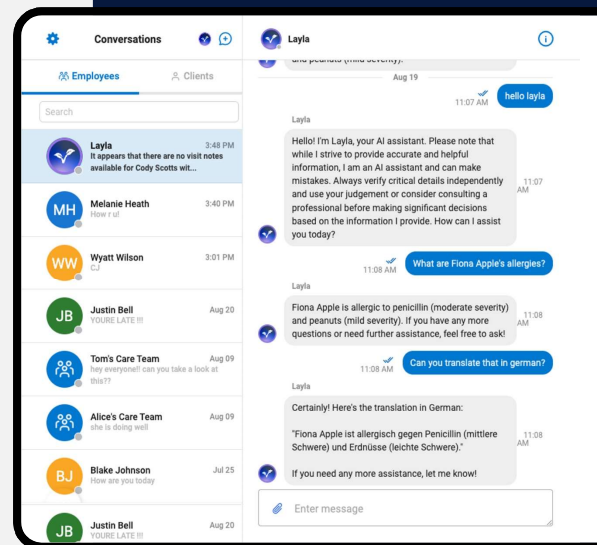 Conversations
Employees
Clients
Search
Layla
3:48 PM
It appears that there are no visit notes
available for Cody Scotts wit...
MH
Melanie Heath
3:40 PM
How r u!
WW
Wyatt Wilson
3:01 PM
CJ
JB
Justin Bell
Aug 20
YOURE LATE !!!
Tom's Care Team
Aug 09
hey everyone!! can you take a look at
this??
Alice's Care Team
Aug 09
she is doing well
BJ
Blake Johnson
Jul 25
How are you today
JB
Justin Bell
Aug 20
YOURE LATE !!!
Layla
and peanuts (mild severity).
Aug 19
11:07 AM
hello layla
Layla
Hello! I'm Layla, your AI assistant. Please note that
while I strive to provide accurate and helpful
information, I am an AI assistant and can make
mistakes. Always verify critical details independently
and use your judgement or consider consulting a
professional before making significant decisions
based on the information I provide. How can I assist
you today?
11:07
AM
11:08 AM
What are Fiona Apple's allergies?
Layla
Fiona Apple is allergic to penicillin (moderate severity)
and peanuts (mild severity). If you have any more
questions or need further assistance, feel free to ask!
11:08
AM
11:08 AM
Can you translate that in german?
Layla
Certainly! Here's the translation in German:
"Fiona Apple ist allergisch gegen Penicillin (mittlere
Schwere) und Erdnüsse (leichte Schwere)."
If you need any more assistance, let me know!
11:08
AM
Enter message